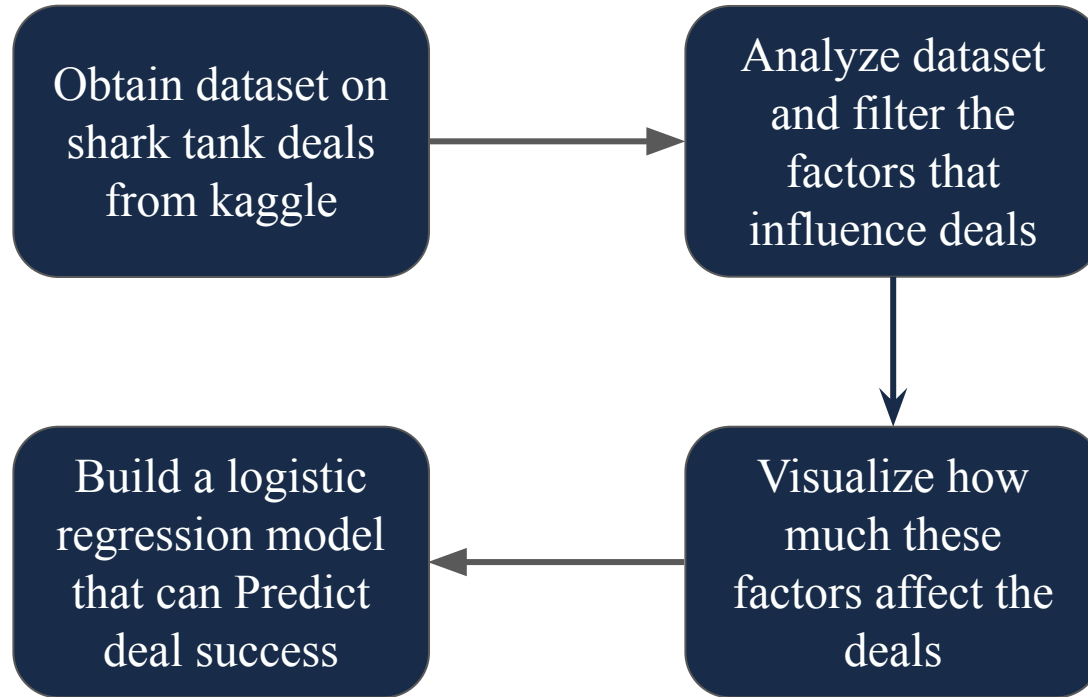 Obtain dataset on
shark tank deals
from kaggle
Analyze dataset
and filter the
factors that
influence deals
Visualize how
much these
factors affect the
deals
Build a logistic
regression model
that can Predict
deal success